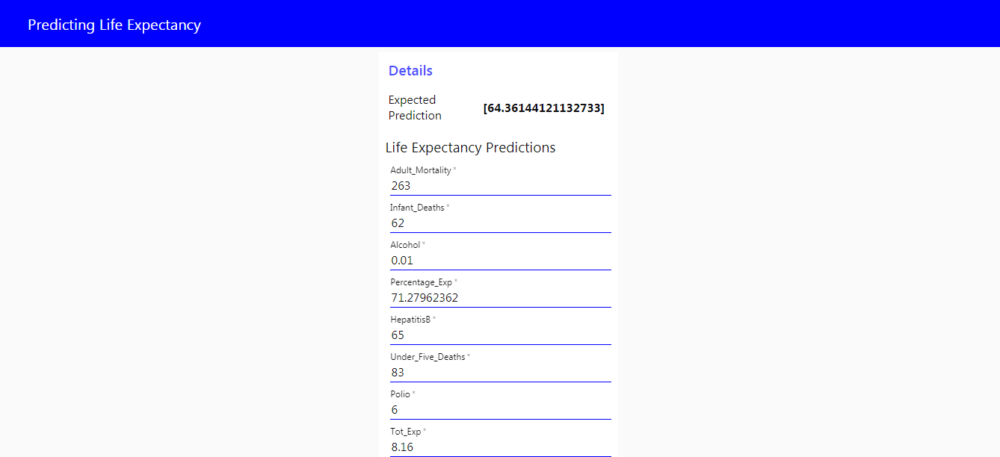 Predicting Life Expectancy
Details
Expected
Prediction
[64.36144121132733]
Life Expectancy Predictions
Adult_Mortality *
263
Infant_Deaths *
62
Alcohol *
0.01
Percentage_Exp *
71.27962362
HepatitisB *
65
Under_Five_Deaths *
83
Polio *
6
Tot_Exp *
8.16